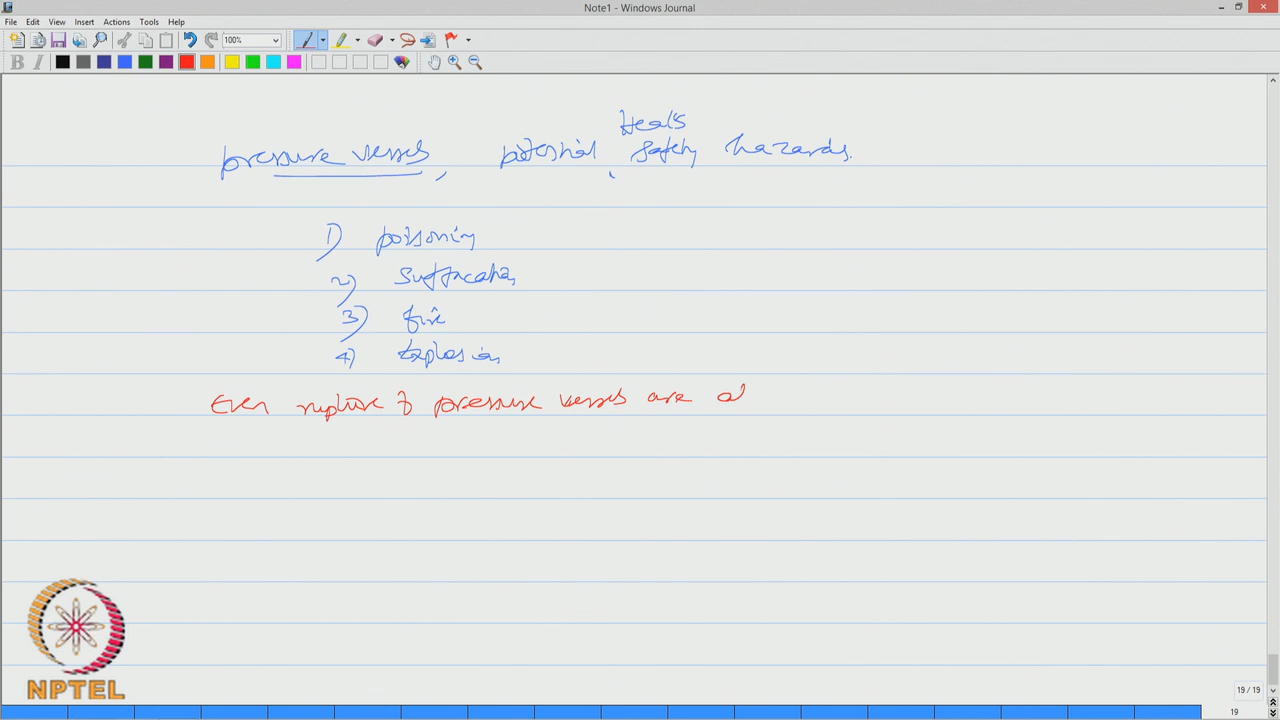 Note1 - Windows Journal
File Edit View Insert Actions Tools Help
100%
B I
Health
pressure vessels, potential safety hazards.
1) poisoning
2) suffocation
3) fire
4) Explosion
Even rupture of pressure vessels are al
NPTEL
19 / 19
19